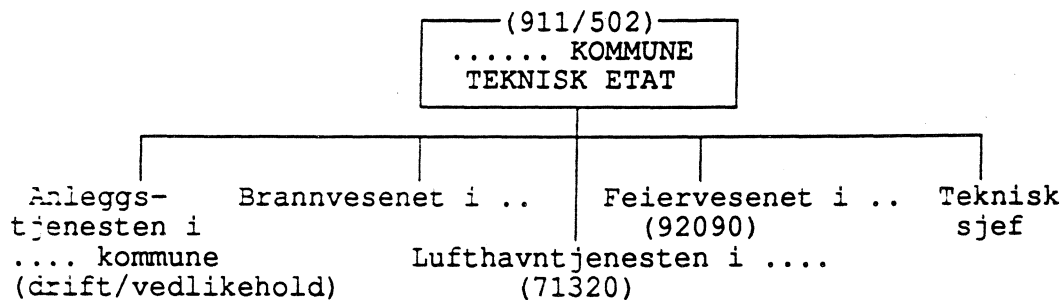 (911/502)
...... KOMMUNE
TEKNISK ETAT
Anleggs-
tjenesten i
.... kommune
(drift/vedlikehold)
Brannvesenet i ..
Lufthavntjenesten i ....
(71320)
Feiervesenet i ..
(92090)
Teknisk
sjef